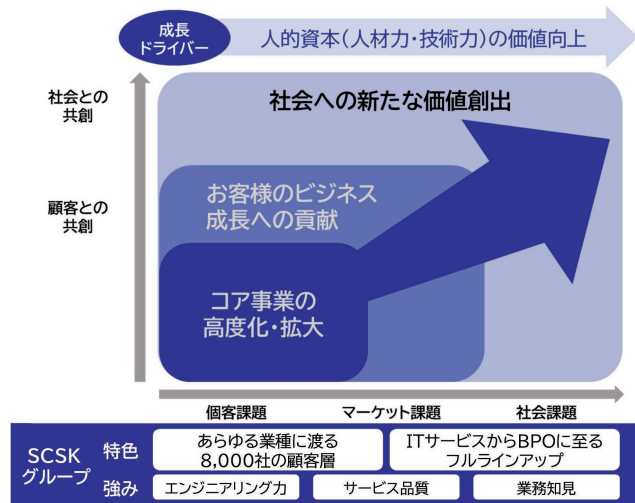 成長
ドライバー
人的資本(人材力・技術力)の価値向上
社会との
共創
社会への新たな価値創出
顧客との
共創
お客様のビジネス
成長への貢献
コア事業の
高度化・拡大
個客課題
マーケット課題
社会課題
SCSK
グループ
特色
あらゆる業種に渡る
8,000社の顧客層
ITサービスからBPOに至る
フルラインアップ
強み
エンジニアリング力
サービス品質
業務知見